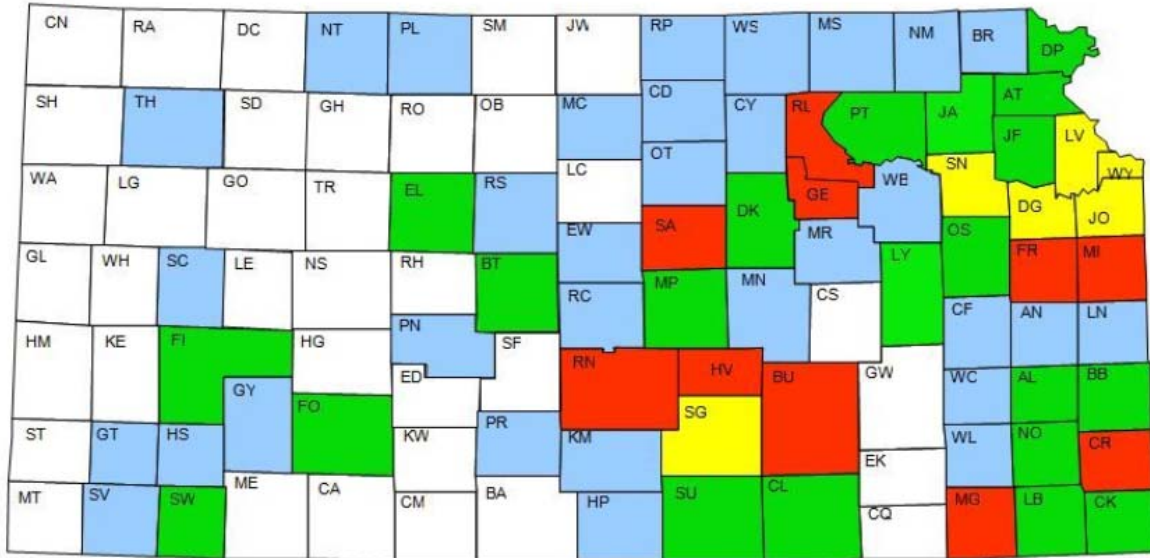 CN RA DC NT PL SM JW RP WS MS NM BR DP
SH TH SD GH RO OB MC CD CY RL PT JA AT
LC OT JF LV
WA LG GO TR EL RS GE WB SN WY
SA DK DG JO
GL WH SC LE NS RH BT EW MR OS FR MI
RC MP MN CS LY
HM KE FI HG PN SF CF AN LN
RN HV BU GW
GY FO ED SG WC AL BB
ST GT HS KW PR KM WL NO CR
EK
MT SV SW ME CA CM BA HP SU CL CQ MG LB CK